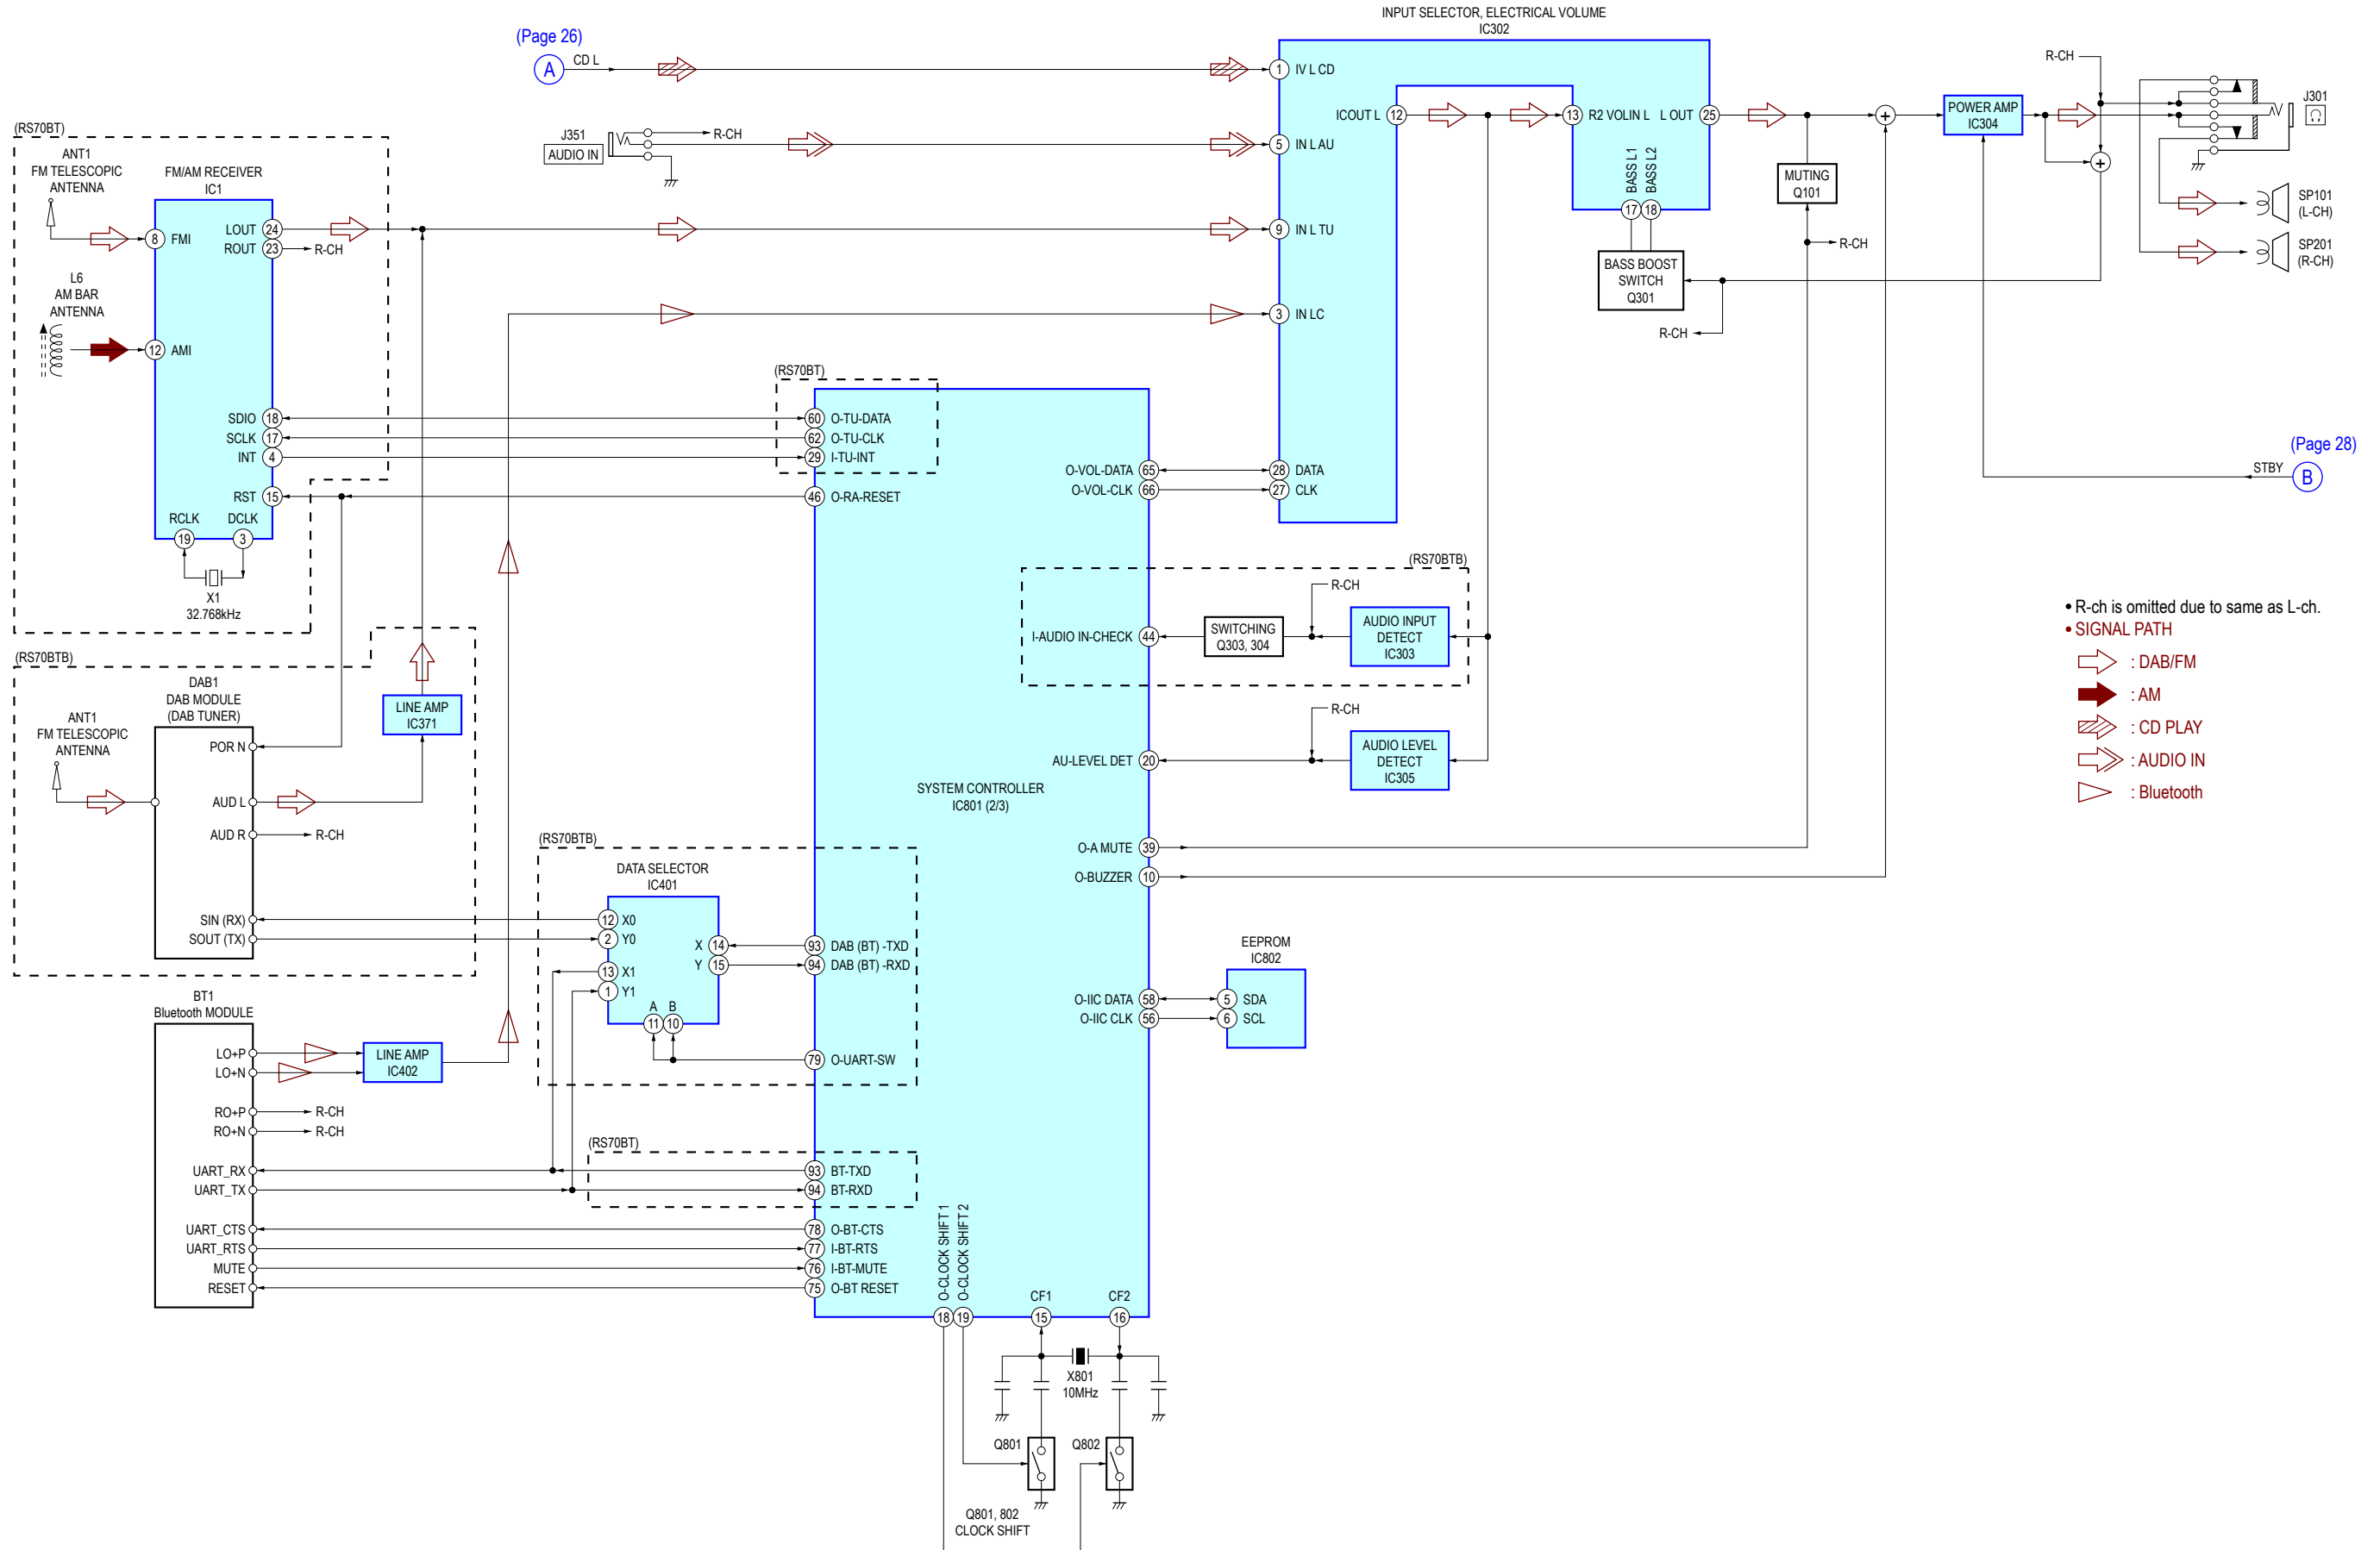 INPUT SELECTOR, ELECTRICAL VOLUME
IC302
(Page 26)
A
CD L
1
IV L CD
J351
AUDIO IN
R-CH
5
IN L AU
ICOUT L
12
13
R2 VOLIN L
L OUT
25
BASS L1
BASS L2
17
18
9
IN L TU
3
IN LC
28
DATA
27
CLK
BASS BOOST
SWITCH
Q301
R-CH
MUTING
Q101
R-CH
+
POWER AMP
IC304
R-CH
+
J301
SP101
(L-CH)
SP201
(R-CH)
(Page 28)
STBY
B
(RS70BT)
ANT1
FM TELESCOPIC
ANTENNA
FM/AM RECEIVER
IC1
8
FMI
LOUT
24
ROUT
23
R-CH
L6
AM BAR
ANTENNA
12
AMI
SDIO
18
SCLK
17
INT
4
RST
15
RCLK
DCLK
19
3
X1
32.768kHz
(RS70BT)
60
O-TU-DATA
62
O-TU-CLK
29
I-TU-INT
46
O-RA-RESET
O-VOL-DATA
65
O-VOL-CLK
66
(RS70BTB)
R-CH
I-AUDIO IN-CHECK
44
SWITCHING
Q303, 304
AUDIO INPUT
DETECT
IC303
R-CH
AU-LEVEL DET
20
AUDIO LEVEL
DETECT
IC305
SYSTEM CONTROLLER
IC801 (2/3)
O-A MUTE
39
O-BUZZER
10
• R-ch is omitted due to same as L-ch.
• SIGNAL PATH
: DAB/FM
: AM
: CD PLAY
: AUDIO IN
: Bluetooth
(RS70BTB)
DAB1
DAB MODULE
(DAB TUNER)
ANT1
FM TELESCOPIC
ANTENNA
LINE AMP
IC371
POR N
AUD L
AUD R
R-CH
SIN (RX)
SOUT (TX)
(RS70BTB)
DATA SELECTOR
IC401
12
X0
2
Y0
13
X1
1
Y1
X
14
Y
15
A
B
11
10
93
DAB (BT) -TXD
94
DAB (BT) -RXD
79
O-UART-SW
EEPROM
IC802
O-IIC DATA
58
O-IIC CLK
56
5
SDA
6
SCL
BT1
Bluetooth MODULE
LO+P
LO+N
LINE AMP
IC402
RO+P
R-CH
RO+N
R-CH
UART_RX
UART_TX
UART_CTS
UART_RTS
MUTE
RESET
(RS70BT)
93
BT-TXD
94
BT-RXD
78
O-BT-CTS
77
I-BT-RTS
76
I-BT-MUTE
75
O-BT RESET
O-CLOCK SHIFT 1
O-CLOCK SHIFT 2
CF1
CF2
18
19
15
16
X801
10MHz
Q801
Q802
Q801, 802
CLOCK SHIFT